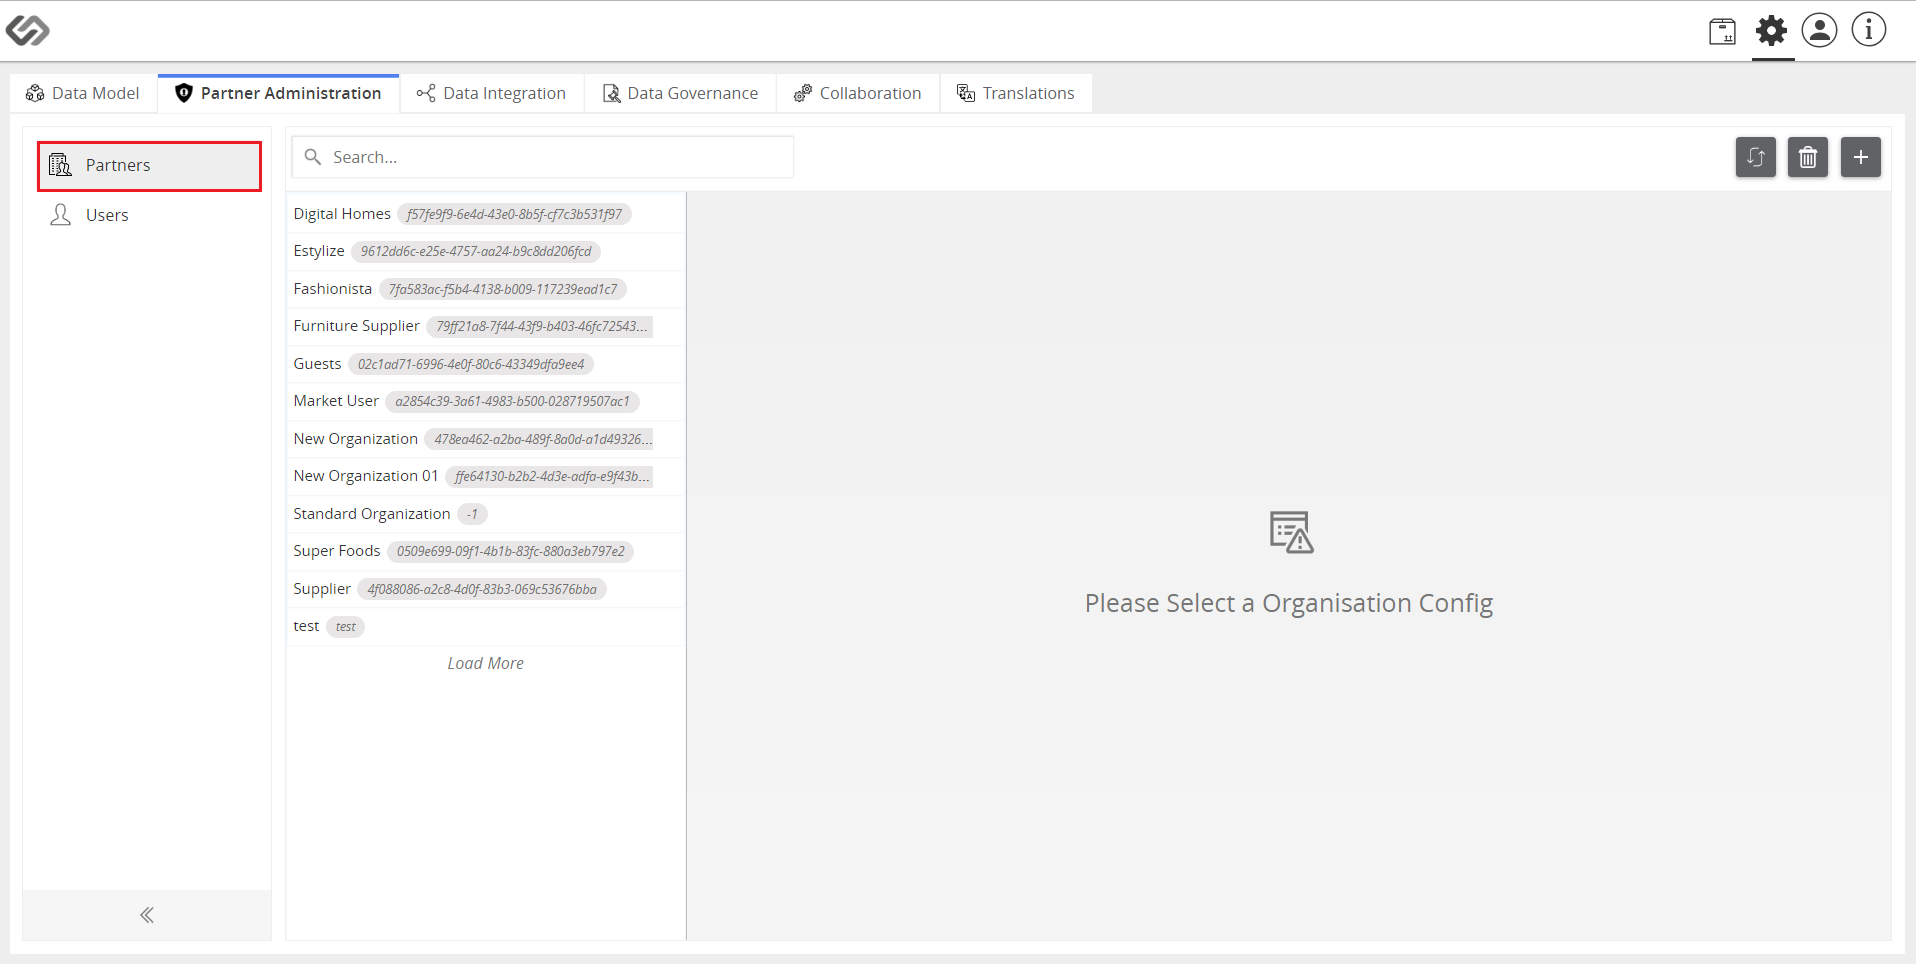 Data Model
Partner Administration
Data Integration
Data Governance
Collaboration
Translations
Partners
Users
Search...
Digital Homes f57fe9f9-6e4d-43e0-8b5f-cf7c3b531f97
Estylize 9612dd6c-e25e-4757-aa24-b9c8dd206fcd
Fashionista 7fa583ac-f5b4-4138-b009-117239ead1c7
Furniture Supplier 79ff21a8-7f44-43f9-b403-46fc72543...
Guests 02c1ad71-6996-4e0f-80c6-43349dfa9ee4
Market User a2854c39-3a61-4983-b500-028719507ac1
New Organization 478ea462-a2ba-489f-8a0d-a1d49326...
New Organization 01 ffe64130-b2b2-4d3e-adfa-e9f43b...
Standard Organization -1
Super Foods 0509e699-09f1-4b1b-83fc-880a3eb797e2
Supplier 4f088086-a2c8-4d0f-83b3-069c53676bba
test test
Load More
Please Select a Organisation Config